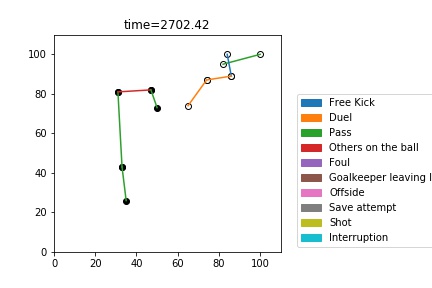 time=2702.42
100
80
60
40
20
0
0 20 40 60 80 100
Free Kick
Duel
Pass
Others on the ball
Foul
Goalkeeper leaving l
Offside
Save attempt
Shot
Interruption